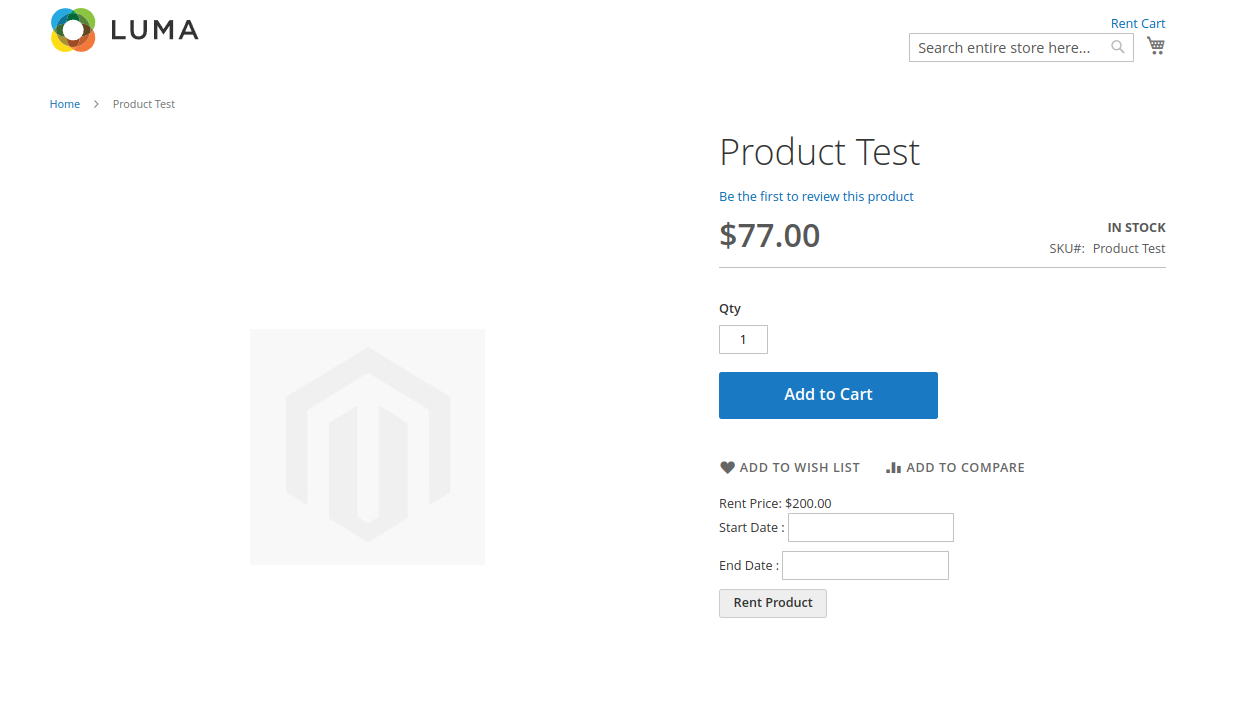 LUMA
Rent Cart
Search entire store here...
Home > Product Test
Product Test
Be the first to review this product
$77.00
IN STOCK
SKU#: Product Test
Qty
1
Add to Cart
ADD TO WISH LIST ADD TO COMPARE
Rent Price: $200.00
Start Date :
End Date :
Rent Product